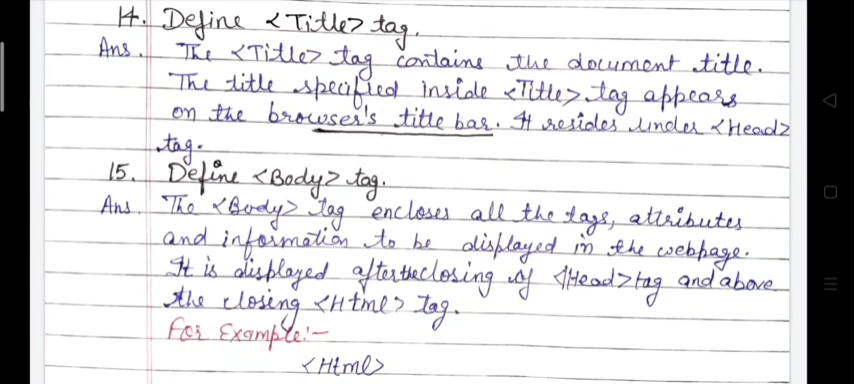 14. Define <Title> tag.
Ans. The <Title> tag contains the document title.
The title specified inside <Title> tag appears
on the browser's title bar. It resides under <Head>
tag.
15. Define <Body> tag.
Ans. The <Body> tag encloses all the tags, attributes
and information to be displayed in the webpage.
It is displayed after the closing of </Head> tag and above
the closing <Html> tag.
For Example:-
<Html>